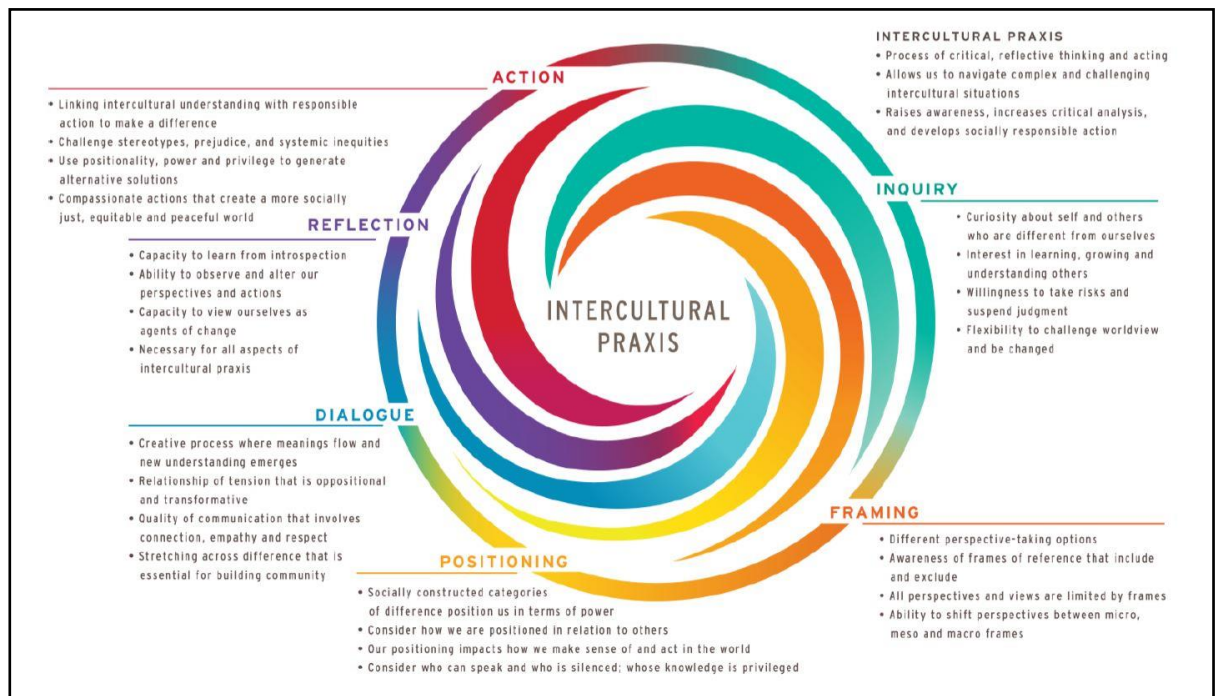 INTERCULTURAL PRAXIS
• Process of critical, reflective thinking and acting
• Allows us to navigate complex and challenging
intercultural situations
• Raises awareness, increases critical analysis,
and develops socially responsible action
INQUIRY
• Curiosity about self and others
who are different from ourselves
• Interest in learning, growing and
understanding others
• Willingness to take risks and
suspend judgment
• Flexibility to challenge worldview
and be changed
FRAMING
• Different perspective-taking options
• Awareness of frames of reference that include
and exclude
• All perspectives and views are limited by frames
• Ability to shift perspectives between micro,
meso and macro frames
POSITIONING
• Socially constructed categories
of difference position us in terms of power
• Consider how we are positioned in relation to others
• Our positioning impacts how we make sense of and act in the world
• Consider who can speak and who is silenced; whose knowledge is privileged
DIALOGUE
• Creative process where meanings flow and
new understanding emerges
• Relationship of tension that is oppositional
and transformative
• Quality of communication that involves
connection, empathy and respect
• Stretching across difference that is
essential for building community
REFLECTION
• Capacity to learn from introspection
• Ability to observe and alter our
perspectives and actions
• Capacity to view ourselves as
agents of change
• Necessary for all aspects of
intercultural praxis
ACTION
• Linking intercultural understanding with responsible
action to make a difference
• Challenge stereotypes, prejudice, and systemic inequities
• Use positionality, power and privilege to generate
alternative solutions
• Compassionate actions that create a more socially
just, equitable and peaceful world
INTERCULTURAL
PRAXIS